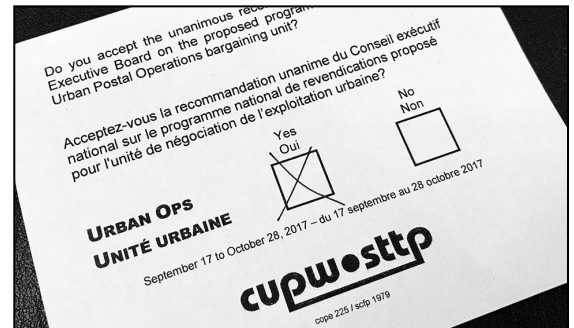 Do you accept the unanimous
Executive Board on the proposed
Urban Postal Operations bargaining unit?
Acceptez-vous la recommandation unanime du Conseil exécutif
national sur le programme national de revendications proposé
pour l'unité de négociation de l'exploitation urbaine?
Yes
Oui
No
Non
URBAN OPS
UNITÉ URBAINE
September 17 to October 28, 2017 – du 17 septembre au 28 octobre 2017
cupw•sttp
cope 225 / scfp 1979